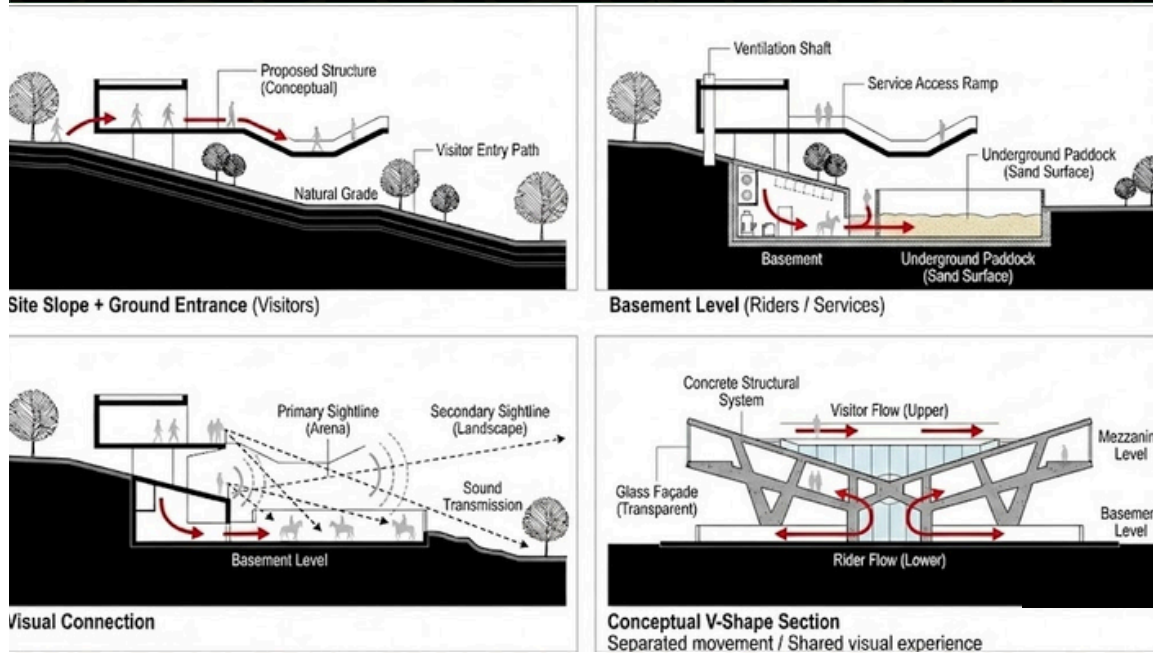 Proposed Structure
(Conceptual)
Visitor Entry Path
Natural Grade
Site Slope + Ground Entrance (Visitors)
Ventilation Shaft
Service Access Ramp
Underground Paddock
(Sand Surface)
Basement
Underground Paddock
(Sand Surface)
Basement Level (Riders / Services)
Primary Sightline
(Arena)
Secondary Sightline
(Landscape)
Sound
Transmission
Basement Level
Visual Connection
Concrete Structural
System
Visitor Flow (Upper)
Mezzanin
Level
Glass Façade
(Transparent)
Basemen
Level
Rider Flow (Lower)
Conceptual V-Shape Section
Separated movement / Shared visual experience